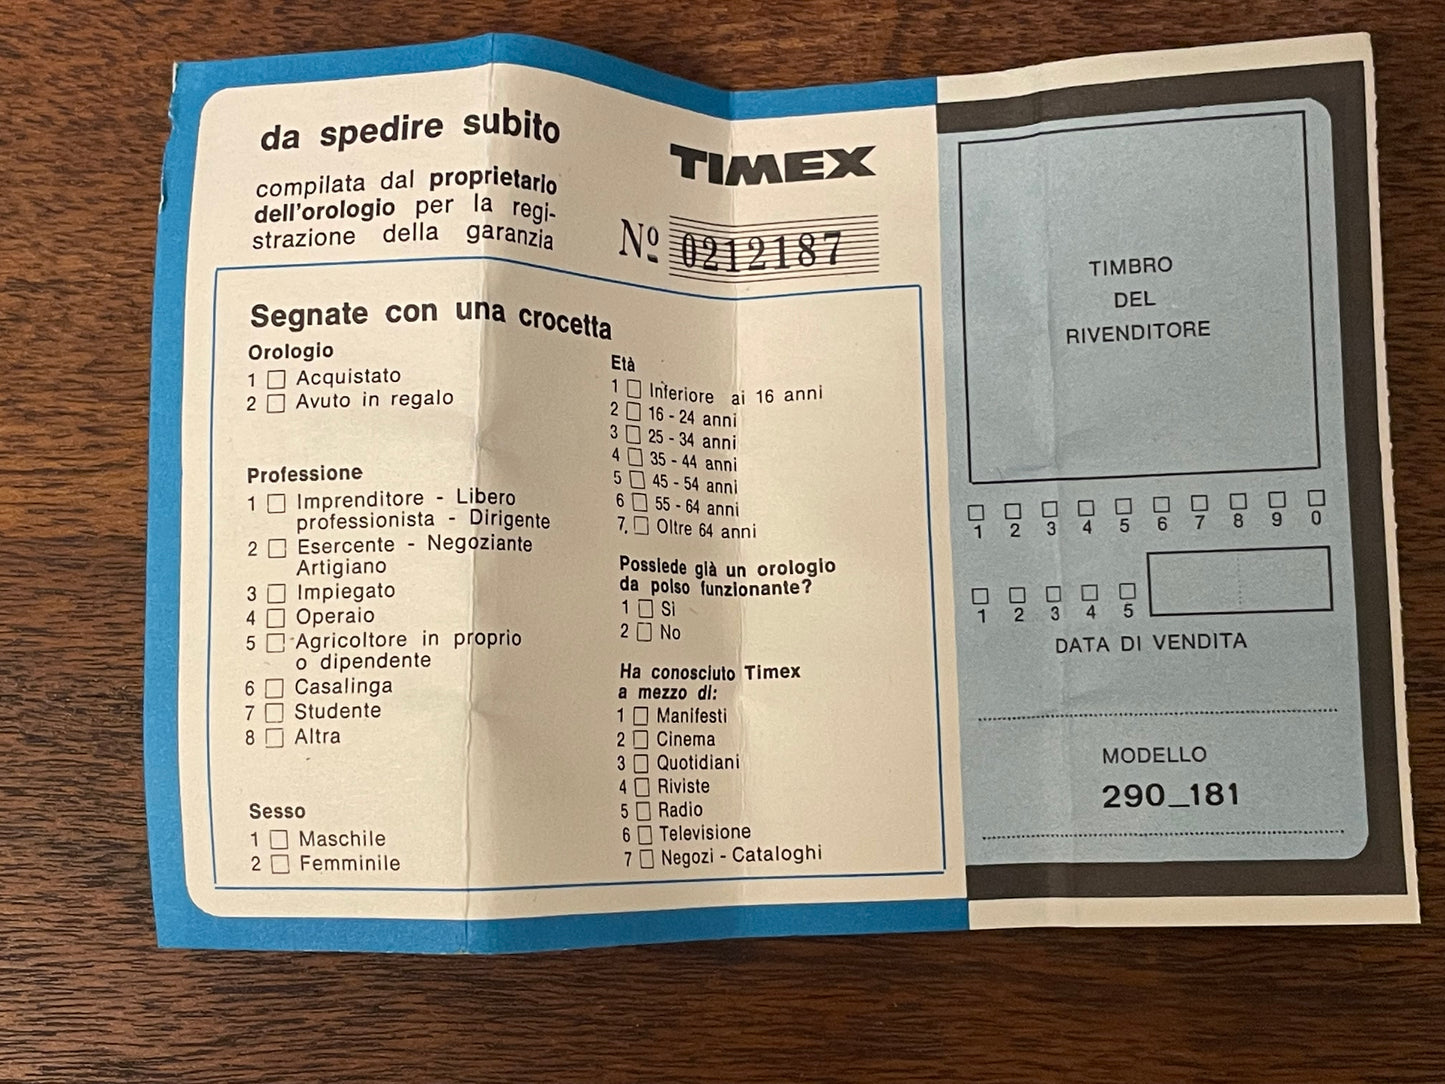 da spedire subito
compilata dal proprietario
dell'orologio per la regi-
strazione della garanzia
TIMEX
Nº 0212187
Segnate con una crocetta
Orologio
1 Acquistato
2 Avuto in regalo
Professione
1 Imprenditore - Libero
professionista - Dirigente
2 Esercente - Negoziante
Artigiano
3 Impiegato
4 Operaio
5 Agricoltore in proprio
o dipendente
6 Casalinga
7 Studente
8 Altra
Sesso
1 Maschile
2 Femminile
Età
1 Inferiore ai 16 anni
2 16 - 24 anni
3 25 - 34 anni
4 35 - 44 anni
5 45 - 54 anni
6 55 - 64 anni
7. Oltre 64 anni
Possiede già un orologio
da polso funzionante?
1 Sì
2 No
Ha conosciuto Timex
a mezzo di:
1 Manifesti
2 Cinema
3 Quotidiani
4 Riviste
5 Radio
6 Televisione
7 Negozi - Cataloghi
TIMBRO
DEL
RIVENDITORE
1 2 3 4 5 6 7 8 9 0
1 2 3 4 5
DATA DI VENDITA
MODELLO
290_181